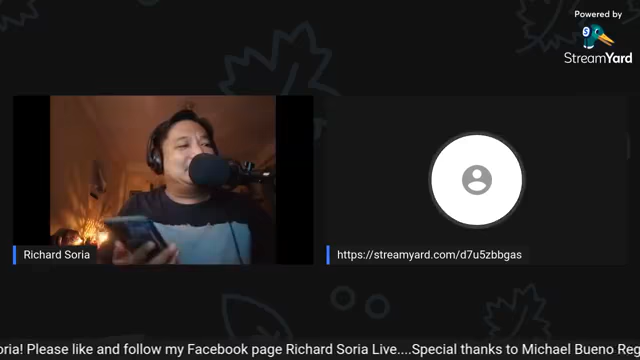 Powered by
StreamYard
Richard Soria
https://streamyard.com/d7u5zbbgas
oria! Please like and follow my Facebook page Richard Soria Live....Special thanks to Michael Bueno Reg